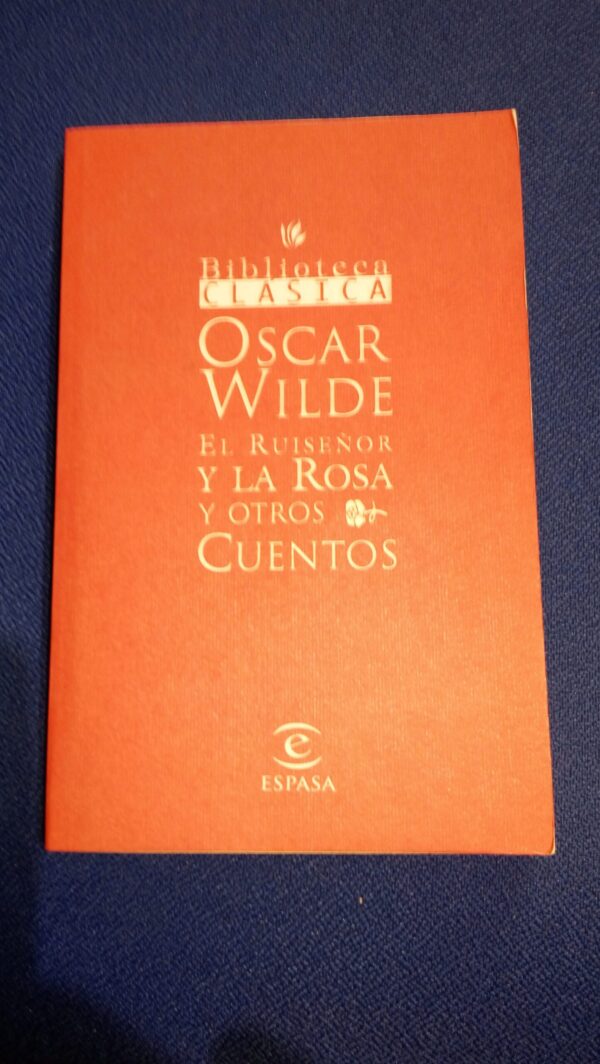 Biblioteca
CLÁSICA
OSCAR
WILDE
EL RUISEÑOR
Y LA ROSA
Y OTROS
CUENTOS
e
ESPASA